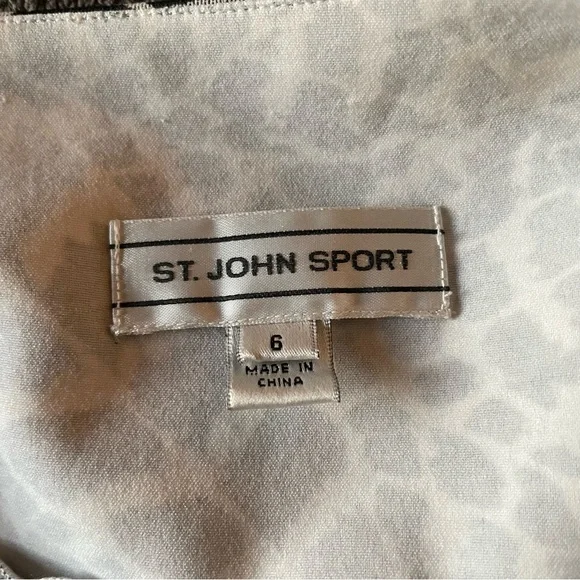 ST. JOHN SPORT
6
MADE IN
CHINA